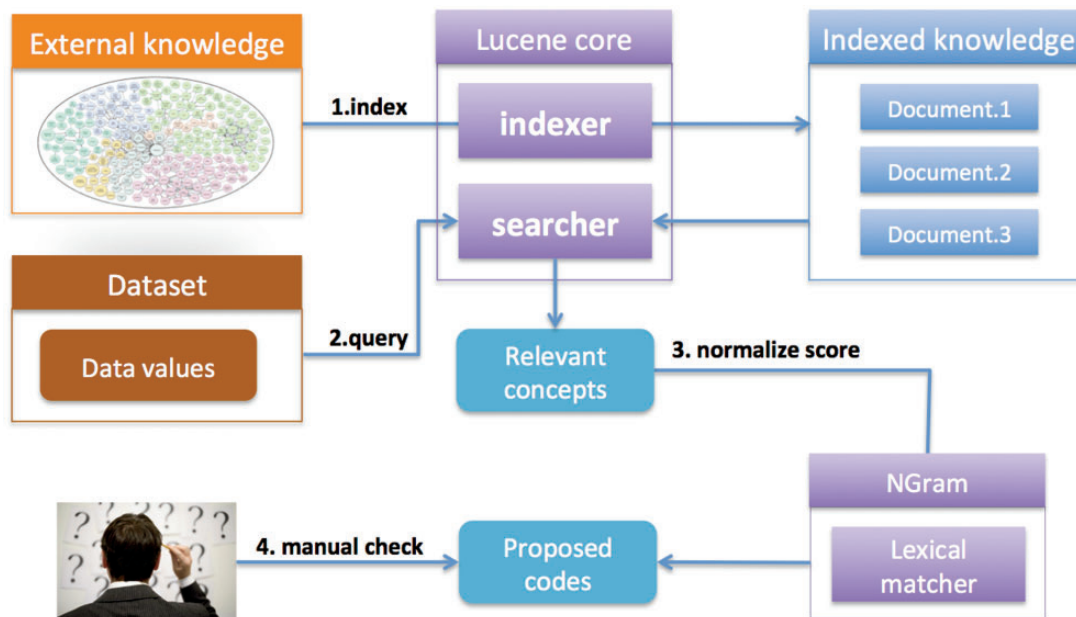 External knowledge
Lucene core
Indexed knowledge
1.index
indexer
Document.1
Document.2
searcher
Document.3
Dataset
2.query
Data values
Relevant
concepts
3. normalize score
NGram
4. manual check
Proposed
codes
Lexical
matcher
? ? ? ?